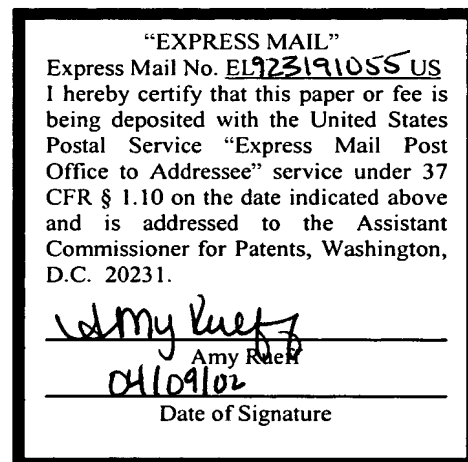 “EXPRESS MAIL”
Express Mail No. EL923191055 US
I hereby certify that this paper or fee is
being deposited with the United States
Postal Service “Express Mail Post
Office to Addressee” service under 37
CFR § 1.10 on the date indicated above
and is addressed to the Assistant
Commissioner for Patents, Washington,
D.C. 20231.
Amy Rueff
Amy Rueff
04/09/02
Date of Signature